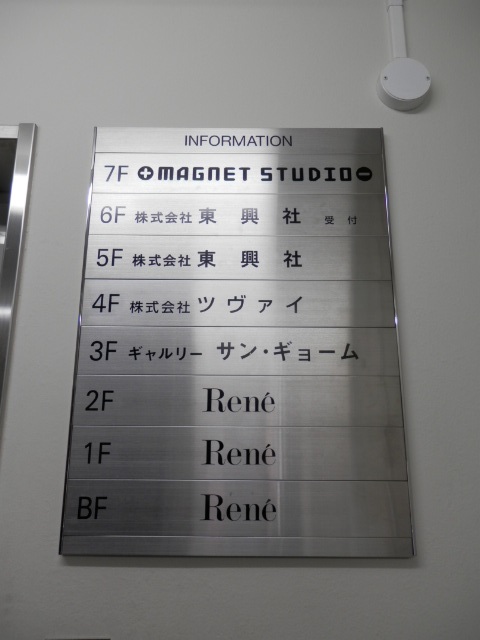 INFORMATION
7F +MAGNET STUDIO-
6F 株式会社 東興社 受付
5F 株式会社 東興社
4F 株式会社 ツヴァイ
3F ギャルリー サン・ギョーム
2F René
1F René
BF René